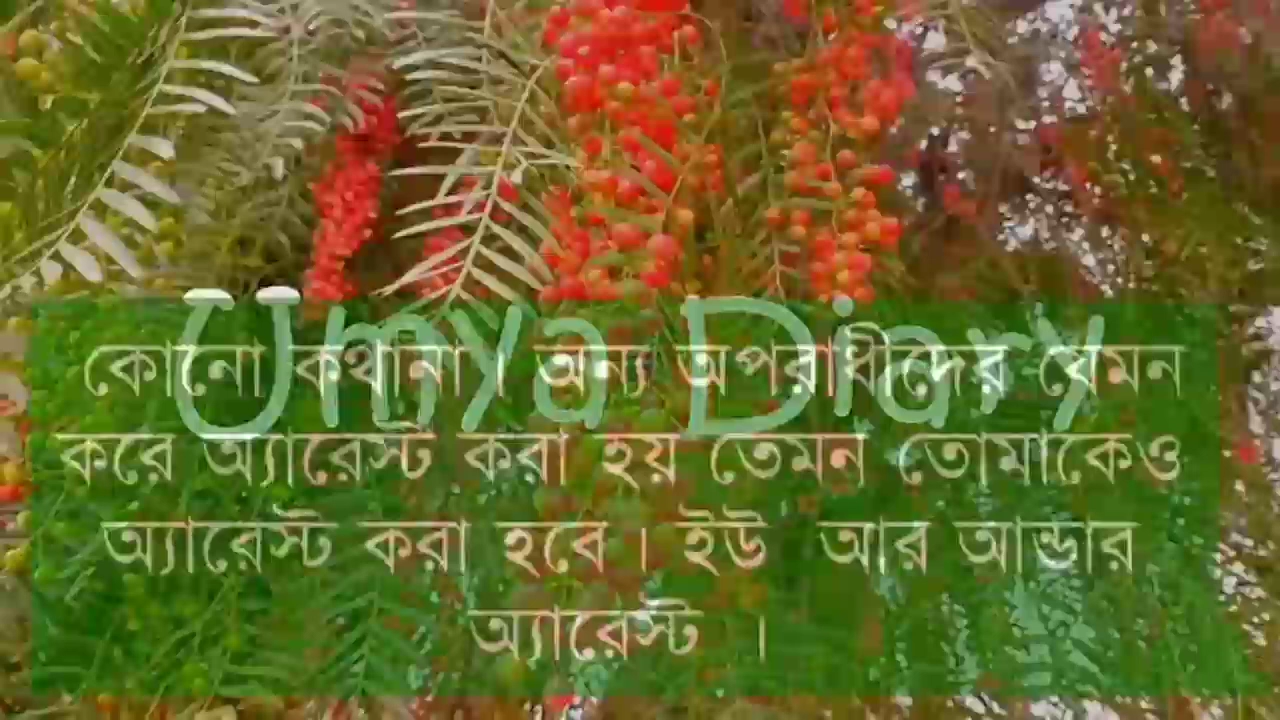 Umya Diary
কোনো কথানা । অন্য অপরাধীদের যেমন
করে অ্যারেস্ট করা হয় তেমন তোমাকেও
অ্যারেস্ট করা হবে । ইউ আর আন্ডার
অ্যারেস্ট ।